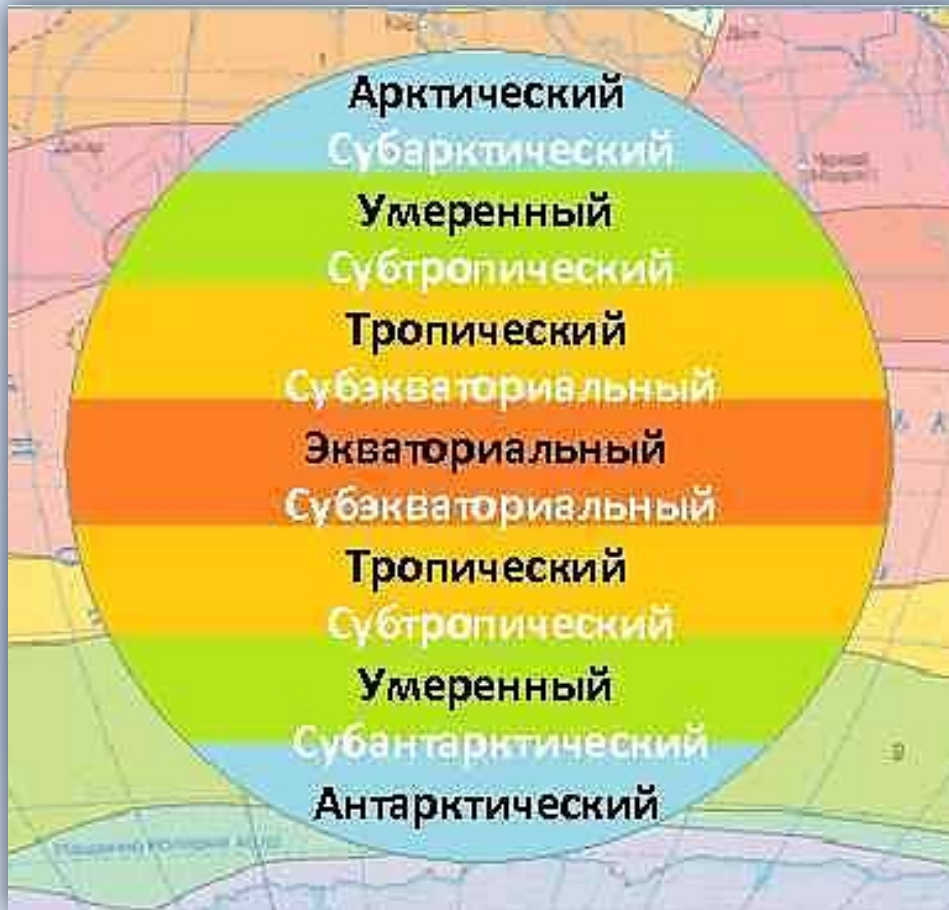 Арктический
Субарктический
Умеренный
Субтропический
Тропический
Субэкваториальный
Экваториальный
Субэкваториальный
Тропический
Субтропический
Умеренный
Субантарктический
Антарктический